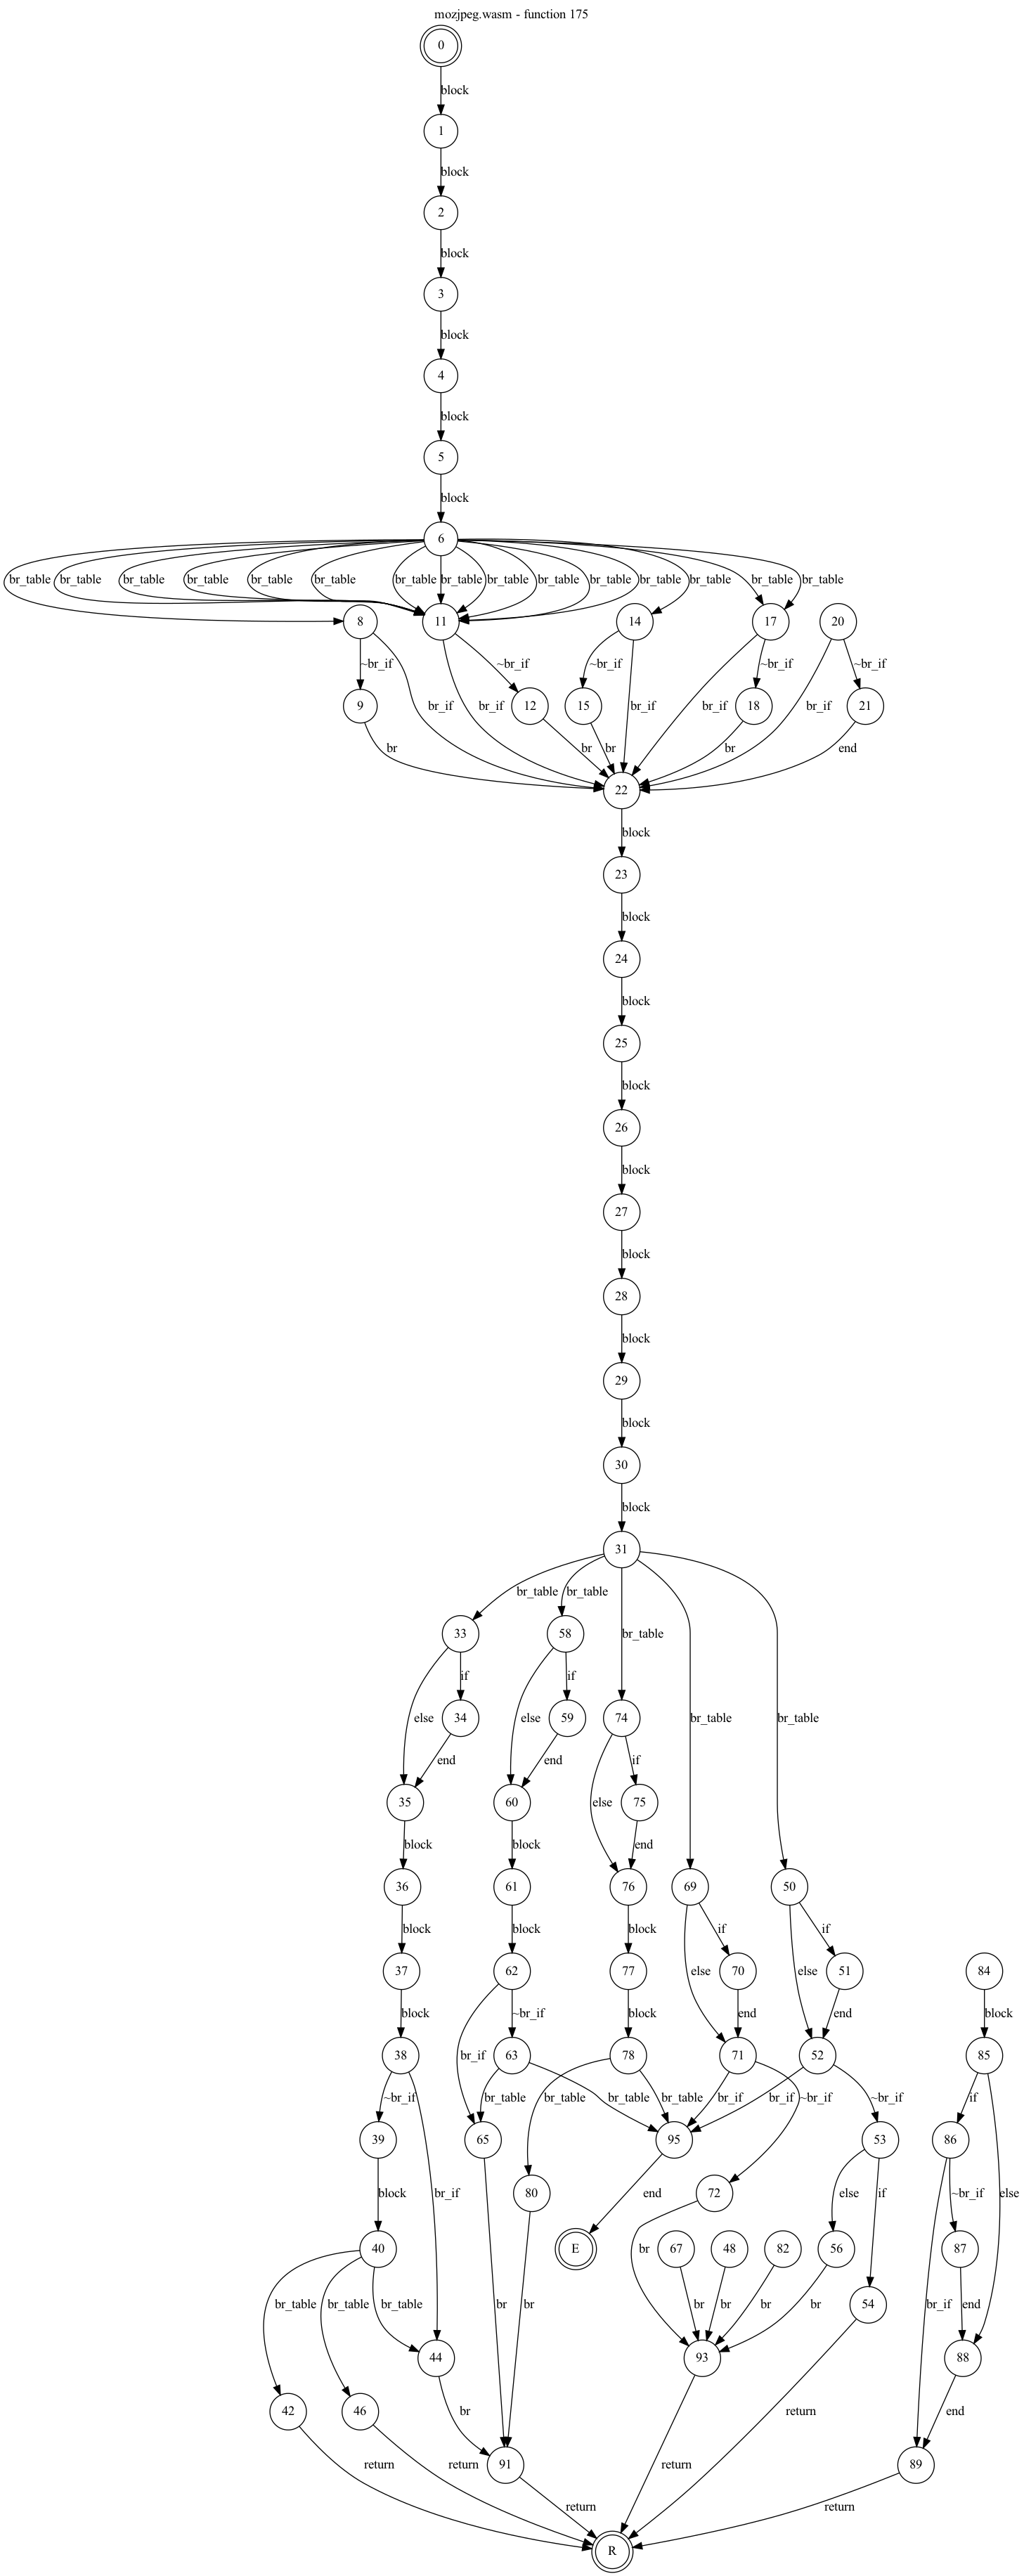 mozjpeg.wasm - function 175
0
block
1
block
2
block
3
block
4
block
5
block
6
br_table br_table br_table br_table br_table br_table br_table br_table br_table br_table br_table br_table br_table br_table br_table
8 11 14 17 20
~br_if ~br_if ~br_if br_if ~br_if br_if ~br_if
br_if br_if br_if
9 12 15 18 21
br br br br end
22
block
23
block
24
block
25
block
26
block
27
block
28
block
29
block
30
block
31
br_table br_table
33 58 br_table
if if
else 34 else 59 74 br_table br_table
end end if
35 60 else 75
block block end
36 61 76 69 50
block block block if if
37 62 77 else 70 else 51 84
block ~br_if block end end block
38 br_if 63 78 71 52 85
~br_if br_table br_table br_table br_table br_if ~br_if br_if ~br_if if
39 65 95 53 86
block br_if 80 end 72 else if ~br_if else
40 E br 67 48 82 56 87
br_table br_table br_table br br br br br br 54 br_if end
44 93 88
42 46 br return end
return return 91 return 89
return return
R